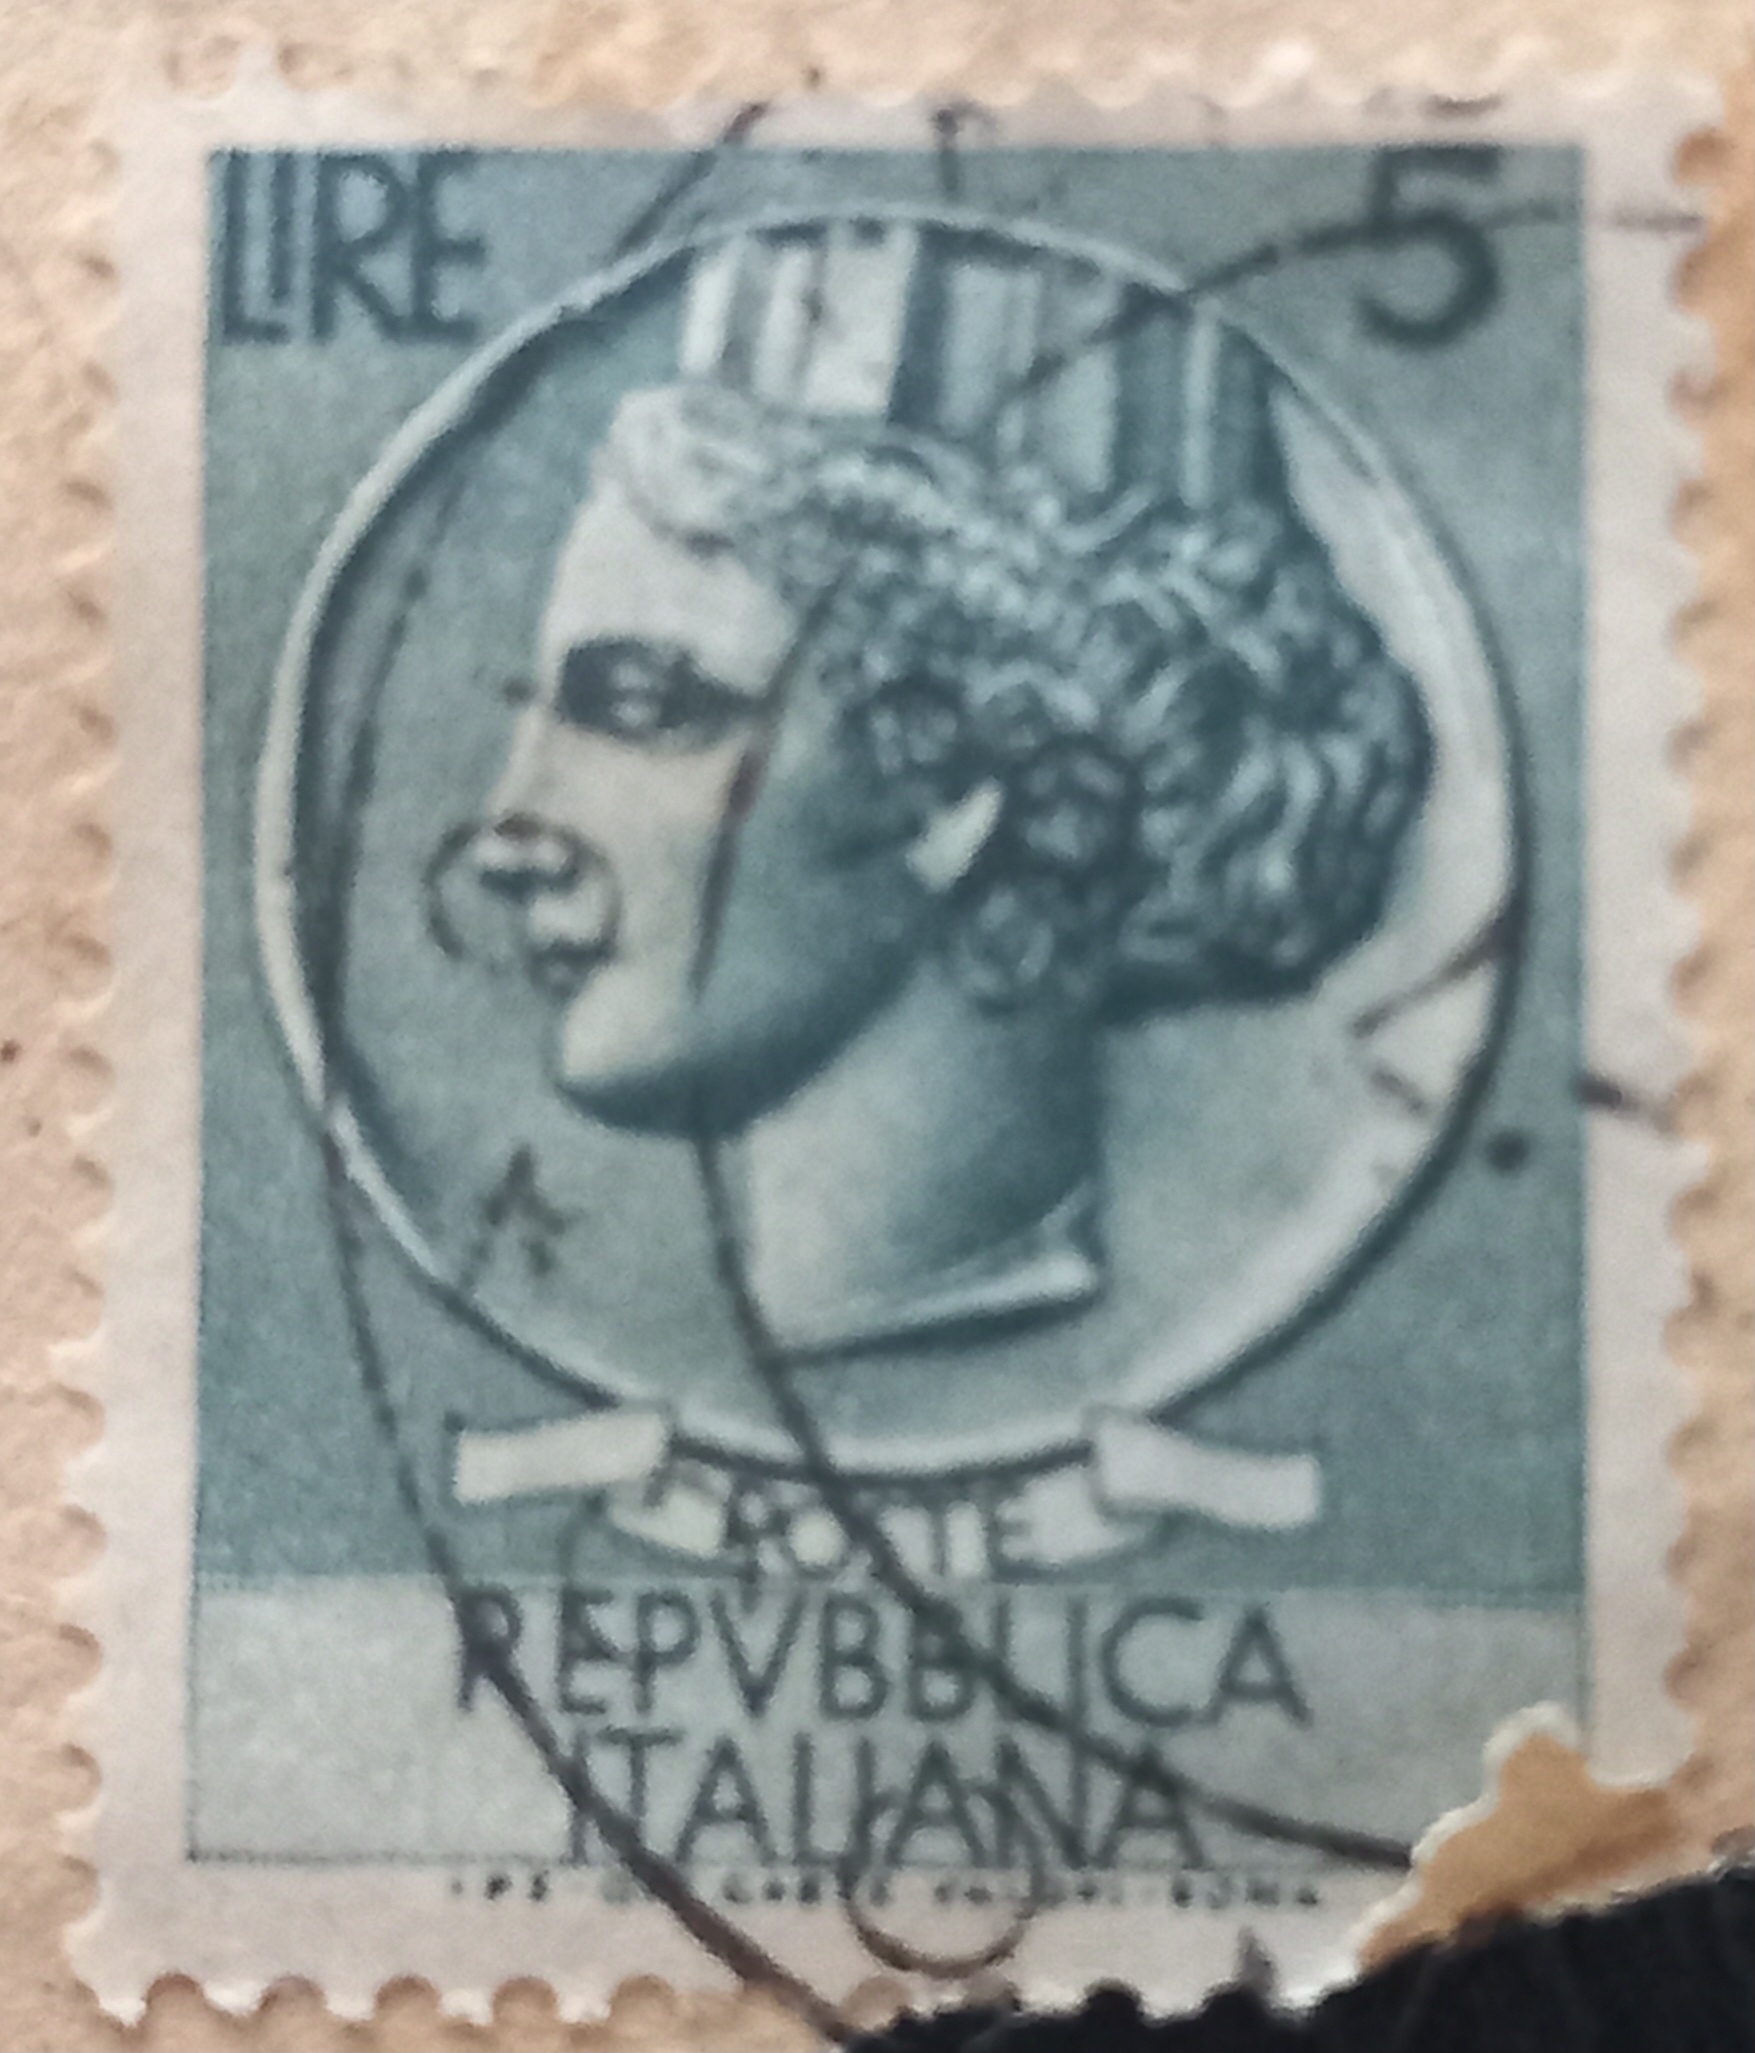 LIRE 5
POSTE
REPVBBLICA
ITALIANA